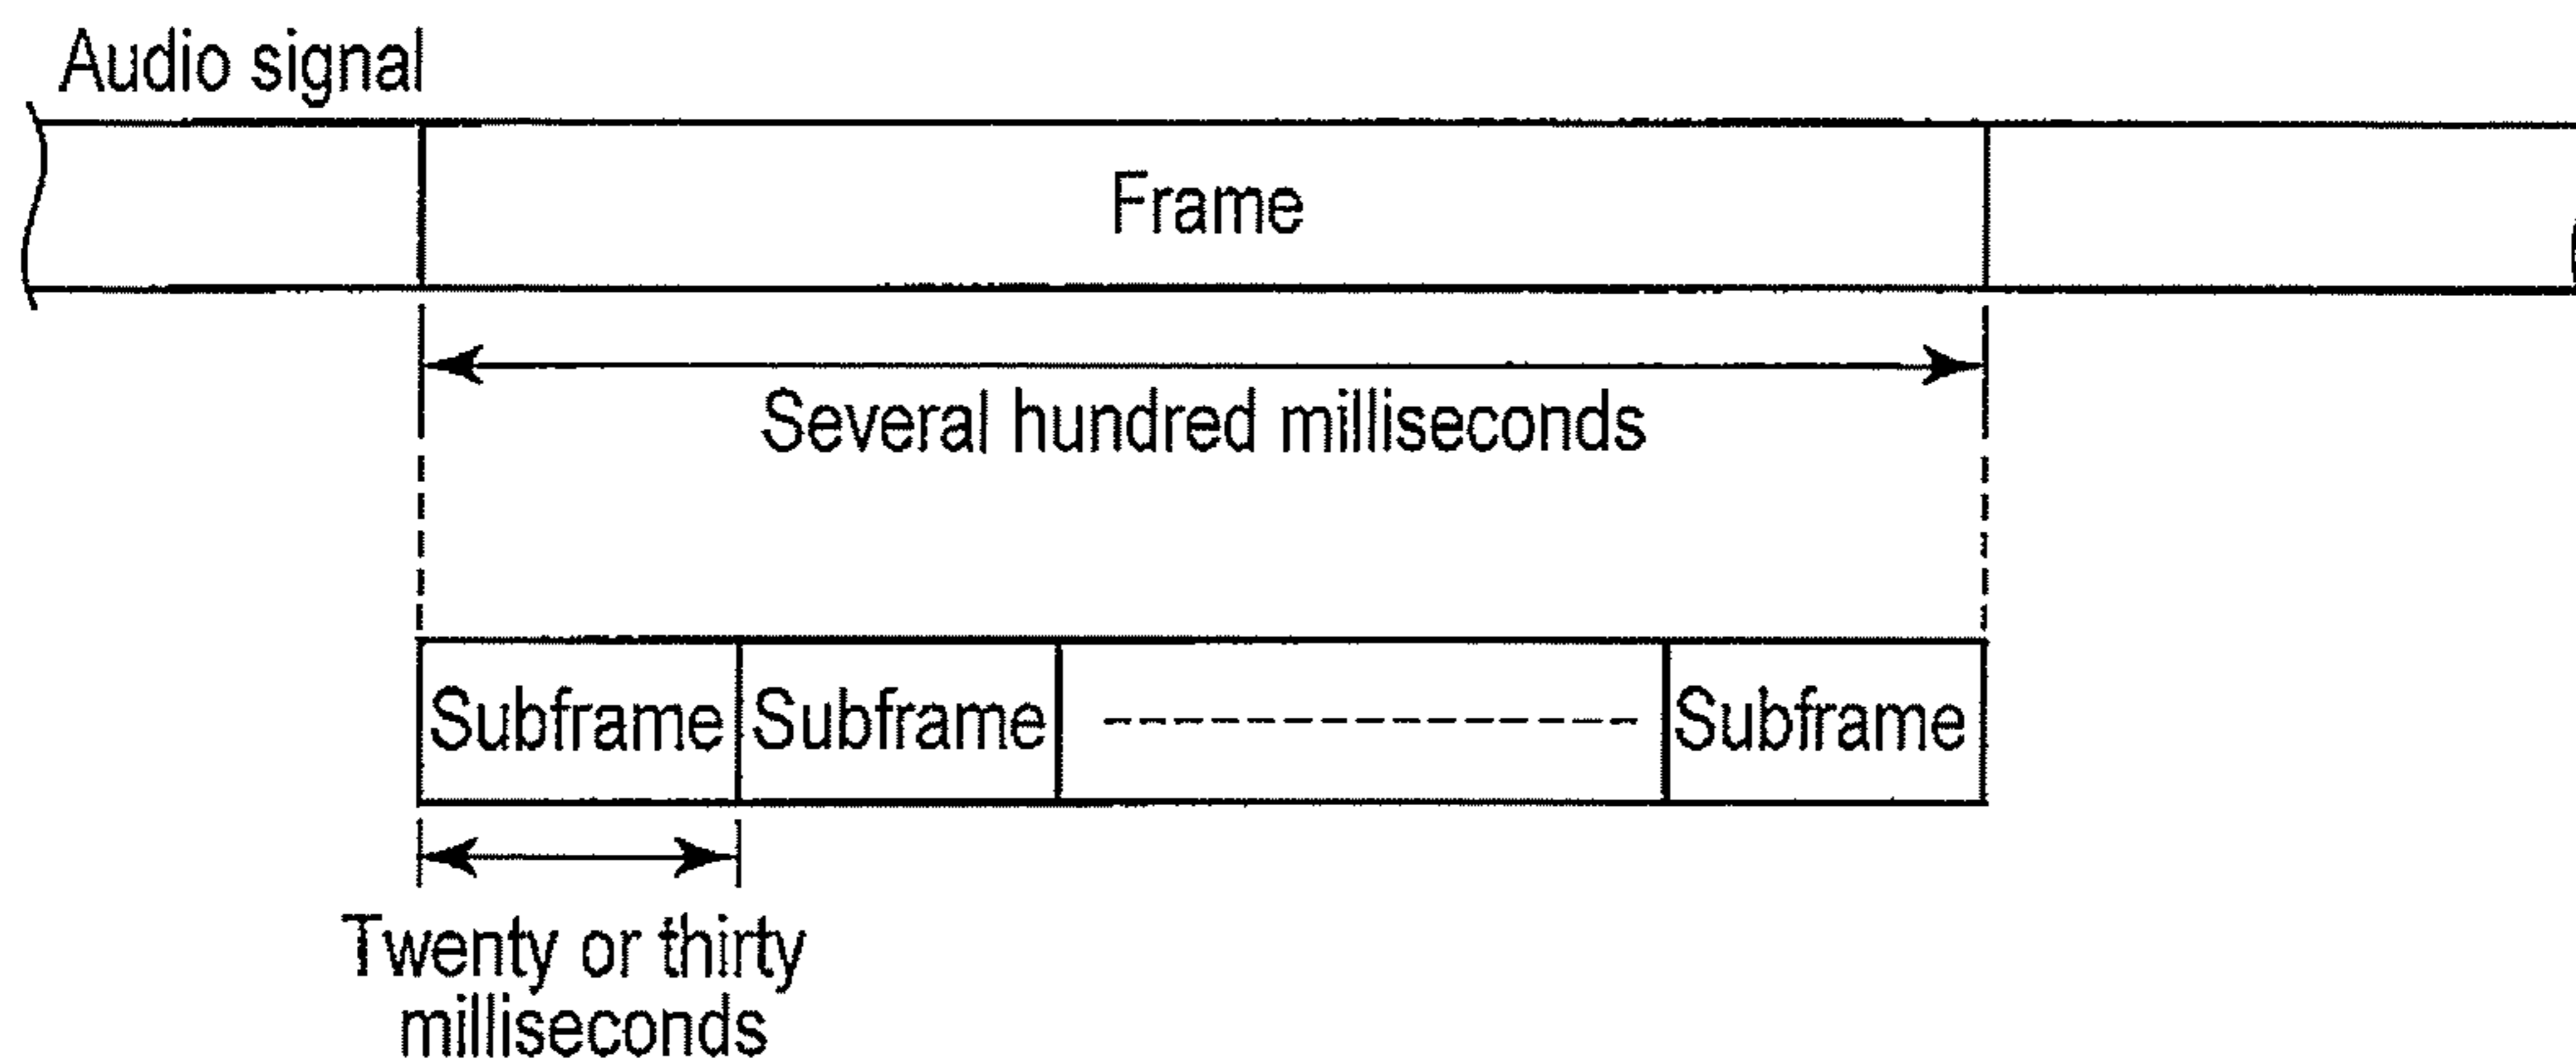 Audio signal
Frame
Several hundred milliseconds
Subframe Subframe Subframe
Twenty or thirty
milliseconds